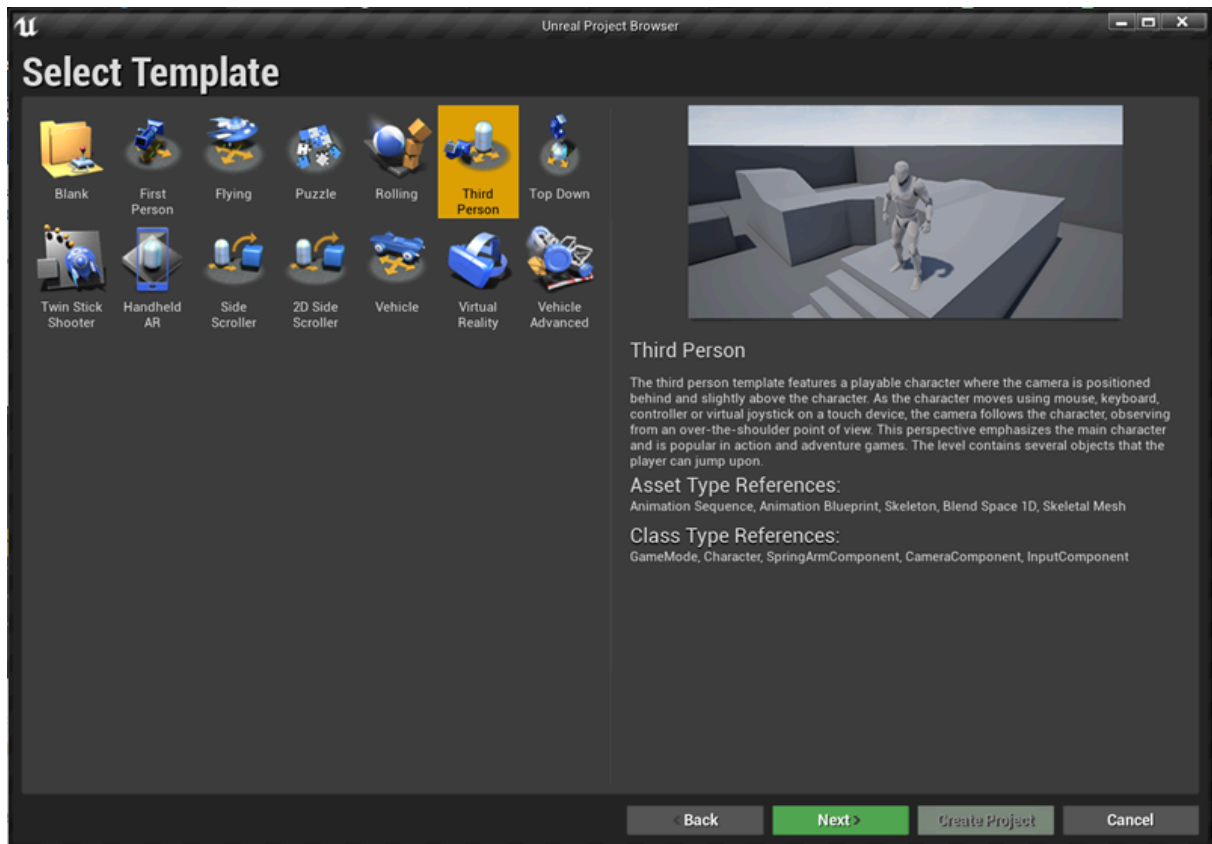 Unreal Project Browser
Select Template
Blank
First
Person
Flying
Puzzle
Rolling
Third
Person
Top Down
Twin Stick
Shooter
Handheld
AR
Side
Scroller
2D Side
Scroller
Vehicle
Virtual
Reality
Vehicle
Advanced
Third Person
The third person template features a playable character where the camera is positioned
behind and slightly above the character. As the character moves using mouse, keyboard,
controller or virtual joystick on a touch device, the camera follows the character, observing
from an over-the-shoulder point of view. This perspective emphasizes the main character
and is popular in action and adventure games. The level contains several objects that the
player can jump upon.
Asset Type References:
Animation Sequence, Animation Blueprint, Skeleton, Blend Space 1D, Skeletal Mesh
Class Type References:
GameMode, Character, SpringArmComponent, CameraComponent, InputComponent
< Back
Next >
Create Project
Cancel